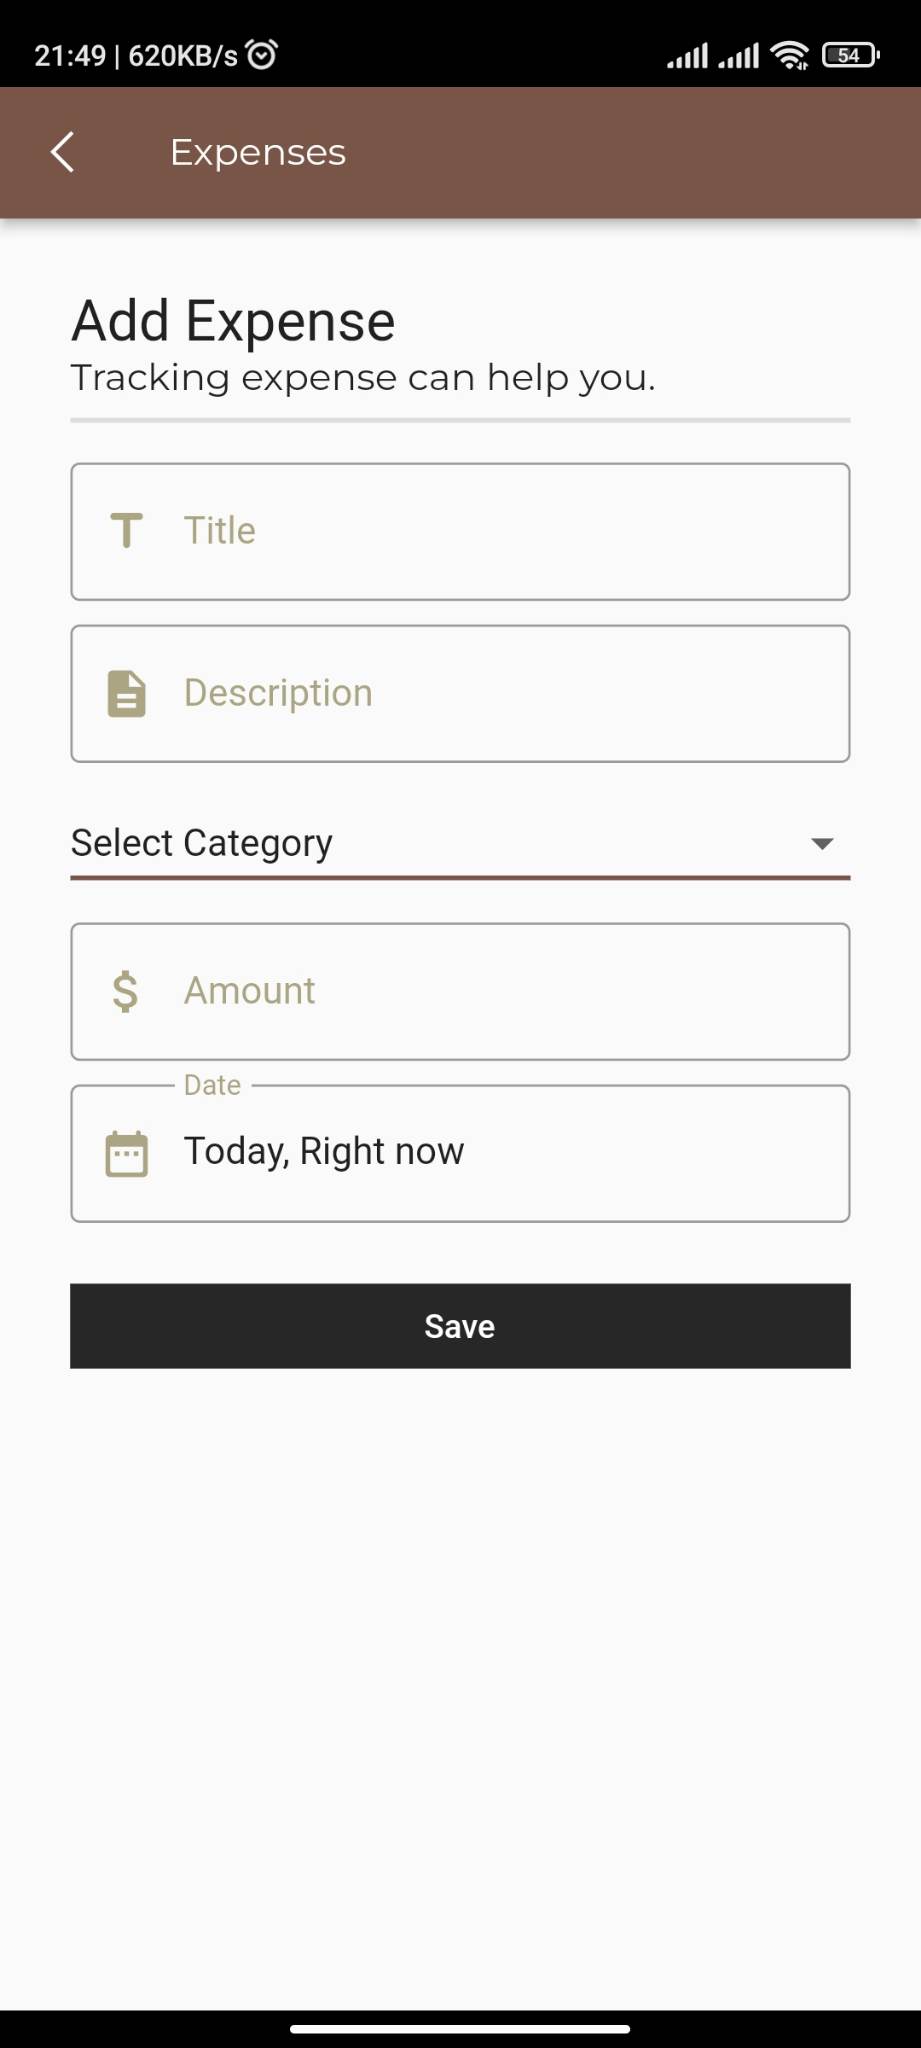 21:49 | 620KB/s
54
Expenses
Add Expense
Tracking expense can help you.
Title
Description
Select Category
$ Amount
Date
Today, Right now
Save